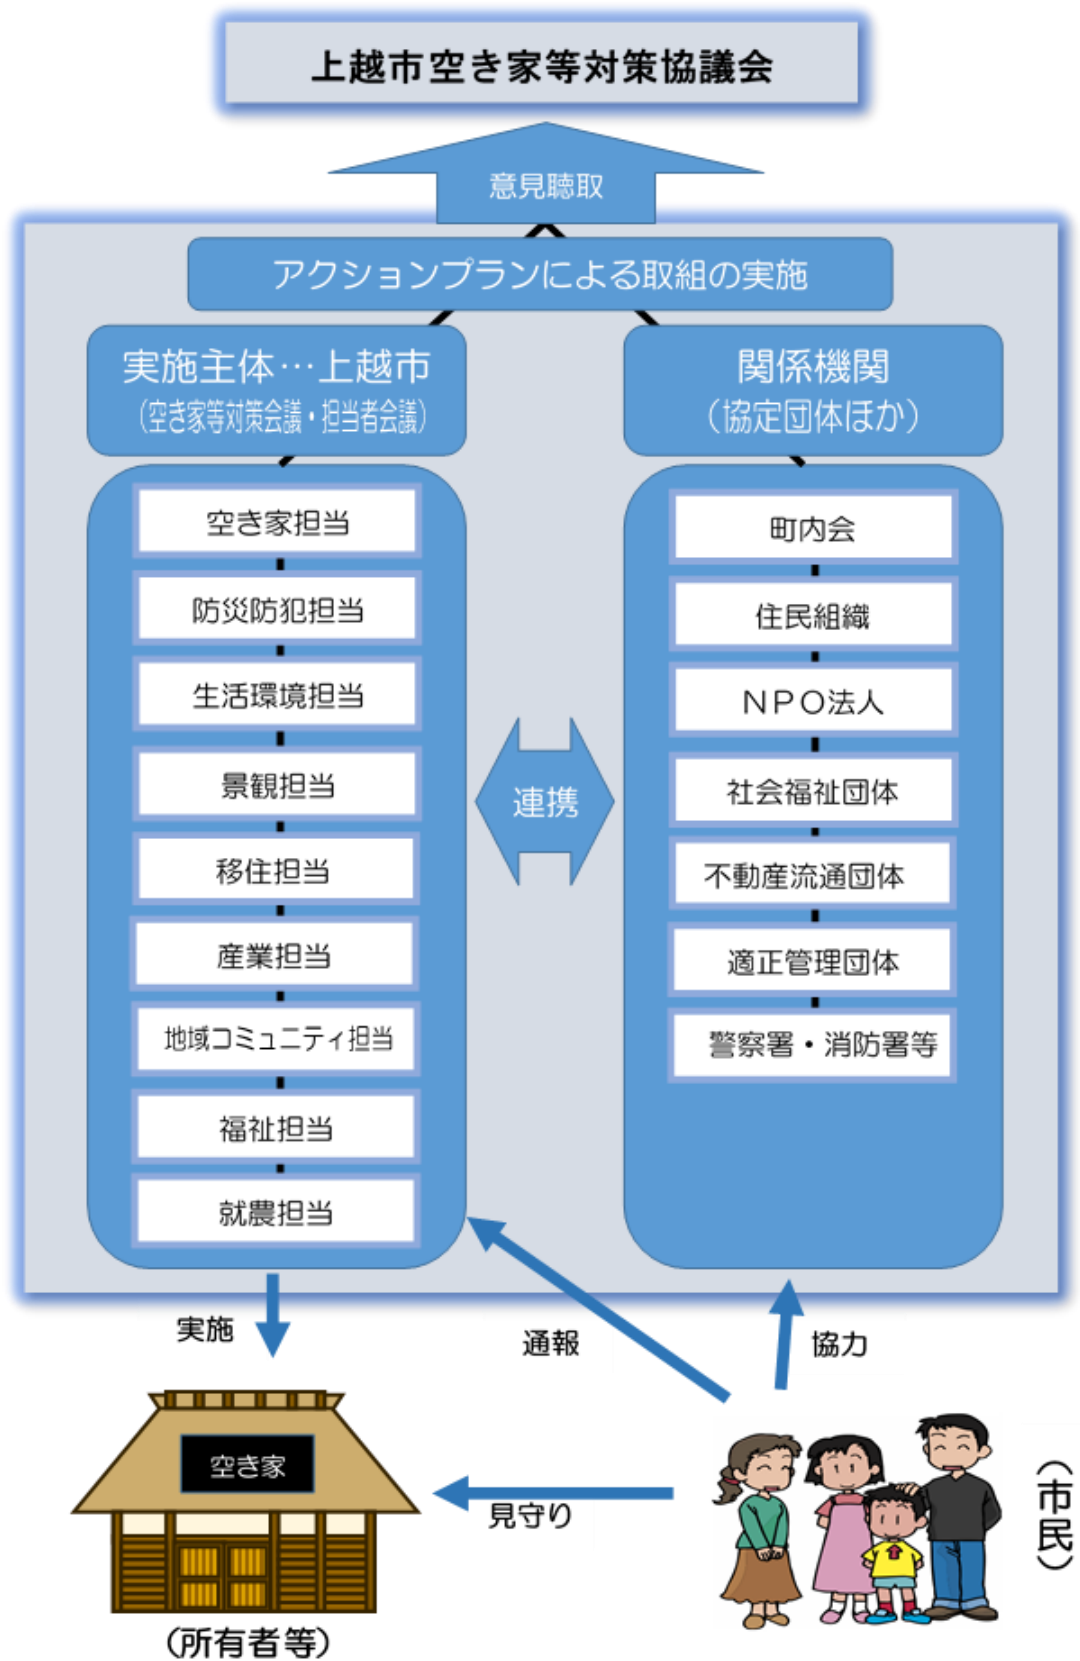 上越市空き家等対策協議会
意見聴取
アクションプランによる取組の実施
実施主体…上越市
（空き家等対策会議・担当者会議）
空き家担当
防災防犯担当
生活環境担当
景観担当
移住担当
産業担当
地域コミュニティ担当
福祉担当
就農担当
連携
関係機関
（協定団体ほか）
町内会
住民組織
ＮＰＯ法人
社会福祉団体
不動産流通団体
適正管理団体
警察署・消防署等
実施
通報
協力
空き家
見守り
（市民）
（所有者等）